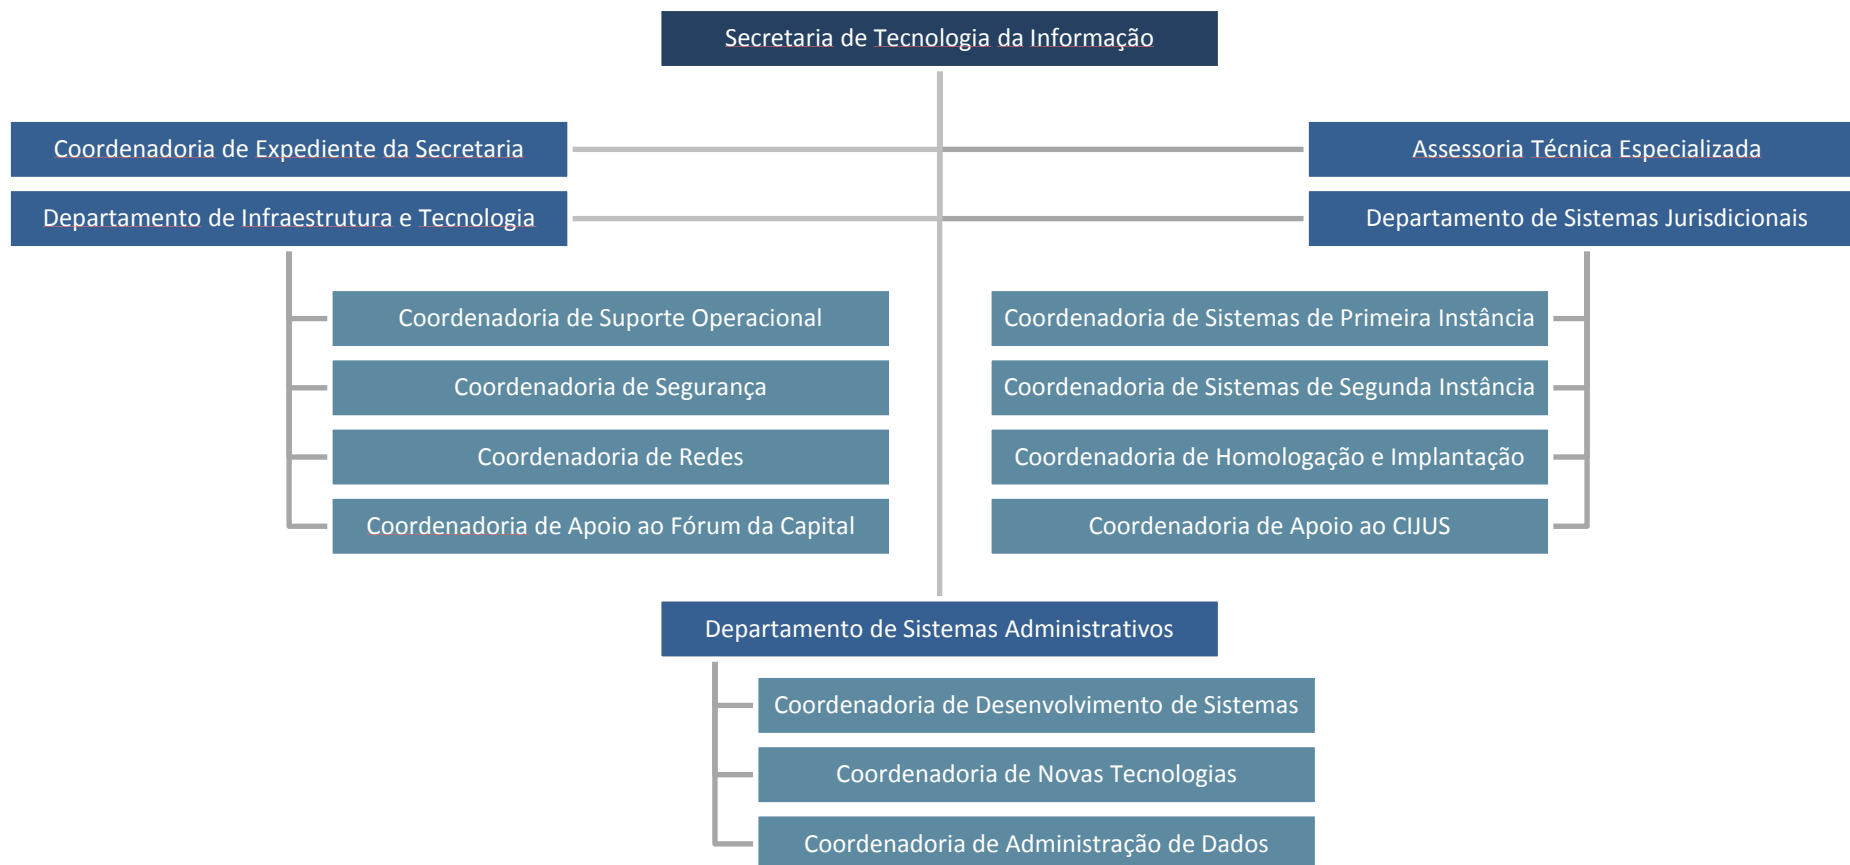 Secretaria de Tecnologia da Informação
Coordenadoria de Expediente da Secretaria
Assessoria Técnica Especializada
Departamento de Infraestrutura e Tecnologia
Departamento de Sistemas Jurisdicionais
Coordenadoria de Suporte Operacional
Coordenadoria de Segurança
Coordenadoria de Redes
Coordenadoria de Apoio ao Fórum da Capital
Coordenadoria de Sistemas de Primeira Instância
Coordenadoria de Sistemas de Segunda Instância
Coordenadoria de Homologação e Implantação
Coordenadoria de Apoio ao CIJUS
Departamento de Sistemas Administrativos
Coordenadoria de Desenvolvimento de Sistemas
Coordenadoria de Novas Tecnologias
Coordenadoria de Administração de Dados